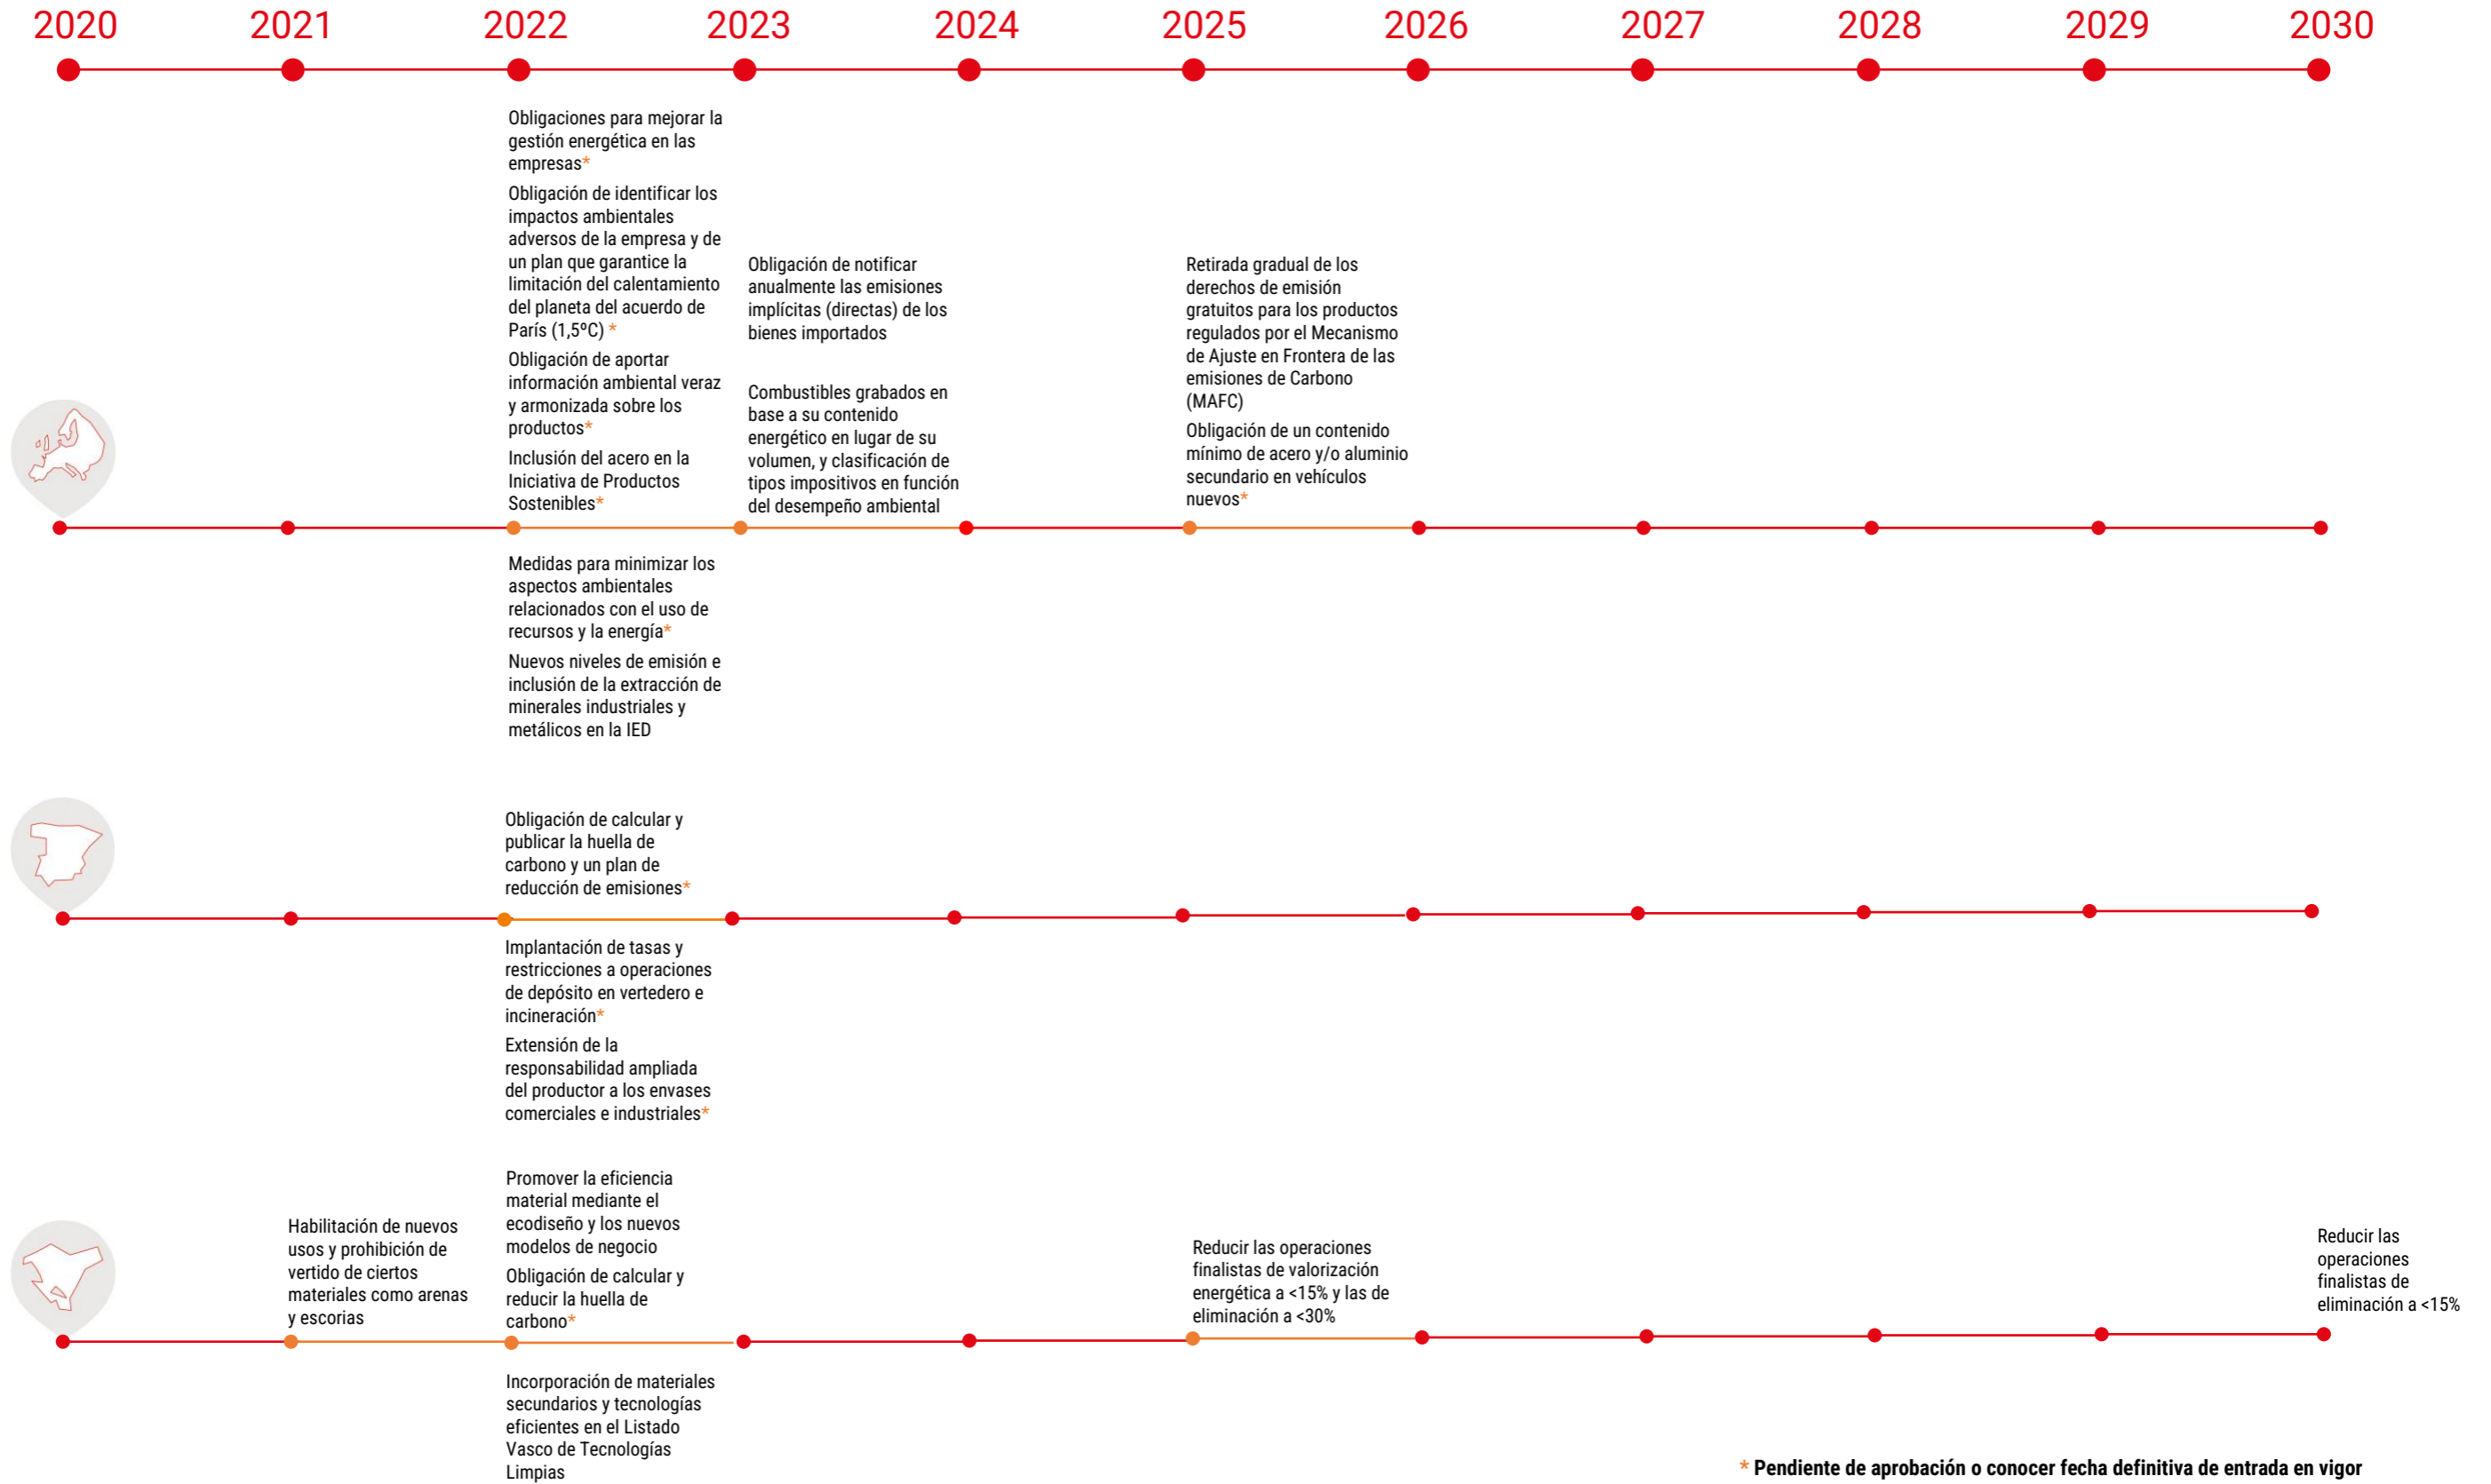 2020 2021 2022 2023 2024 2025 2026 2027 2028 2029 2030
Obligaciones para mejorar la
gestión energética en las
empresas*
Obligación de identificar los
impactos ambientales
adversos de la empresa y de
un plan que garantice la
limitación del calentamiento
del planeta del acuerdo de
París (1,5ºC) *
Obligación de aportar
información ambiental veraz
y armonizada sobre los
productos*
Inclusión del acero en la
Iniciativa de Productos
Sostenibles*
Obligación de notificar
anualmente las emisiones
implícitas (directas) de los
bienes importados
Combustibles grabados en
base a su contenido
energético en lugar de su
volumen, y clasificación de
tipos impositivos en función
del desempeño ambiental
Retirada gradual de los
derechos de emisión
gratuitos para los productos
regulados por el Mecanismo
de Ajuste en Frontera de las
emisiones de Carbono
(MAFC)
Obligación de un contenido
mínimo de acero y/o aluminio
secundario en vehículos
nuevos*
Medidas para minimizar los
aspectos ambientales
relacionados con el uso de
recursos y la energía*
Nuevos niveles de emisión e
inclusión de la extracción de
minerales industriales y
metálicos en la IED
Obligación de calcular y
publicar la huella de
carbono y un plan de
reducción de emisiones*
Implantación de tasas y
restricciones a operaciones
de depósito en vertedero e
incineración*
Extensión de la
responsabilidad ampliada
del productor a los envases
comerciales e industriales*
Habilitación de nuevos
usos y prohibición de
vertido de ciertos
materiales como arenas
y escorias
Promover la eficiencia
material mediante el
ecodiseño y los nuevos
modelos de negocio
Obligación de calcular y
reducir la huella de
carbono*
Reducir las operaciones
finalistas de valorización
energética a <15% y las de
eliminación a <30%
Reducir las
operaciones
finalistas de
eliminación a <15%
Incorporación de materiales
secundarios y tecnologías
eficientes en el Listado
Vasco de Tecnologías
Limpias
* Pendiente de aprobación o conocer fecha definitiva de entrada en vigor